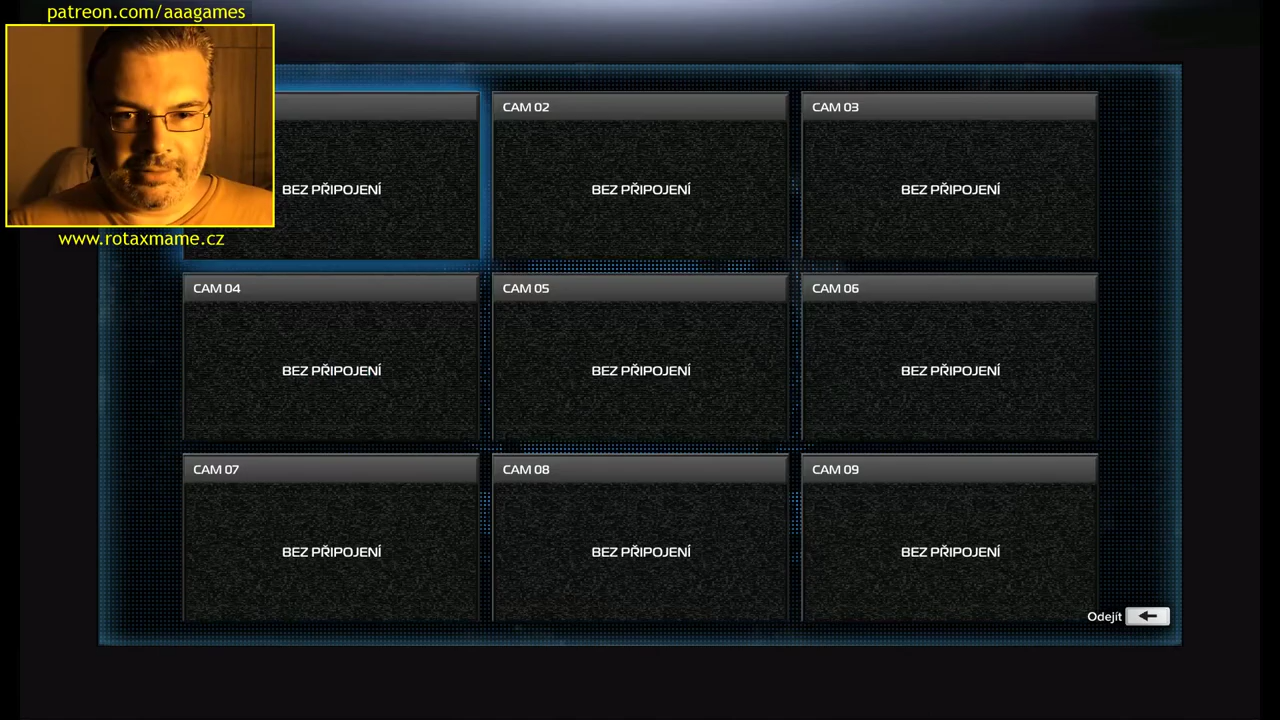 patreon.com/aaagames
www.rotaxmame.cz
BEZ PŘIPOJENÍ
CAM 02
BEZ PŘIPOJENÍ
CAM 03
BEZ PŘIPOJENÍ
CAM 04
BEZ PŘIPOJENÍ
CAM 05
BEZ PŘIPOJENÍ
CAM 06
BEZ PŘIPOJENÍ
CAM 07
BEZ PŘIPOJENÍ
CAM 08
BEZ PŘIPOJENÍ
CAM 09
BEZ PŘIPOJENÍ
Odejít